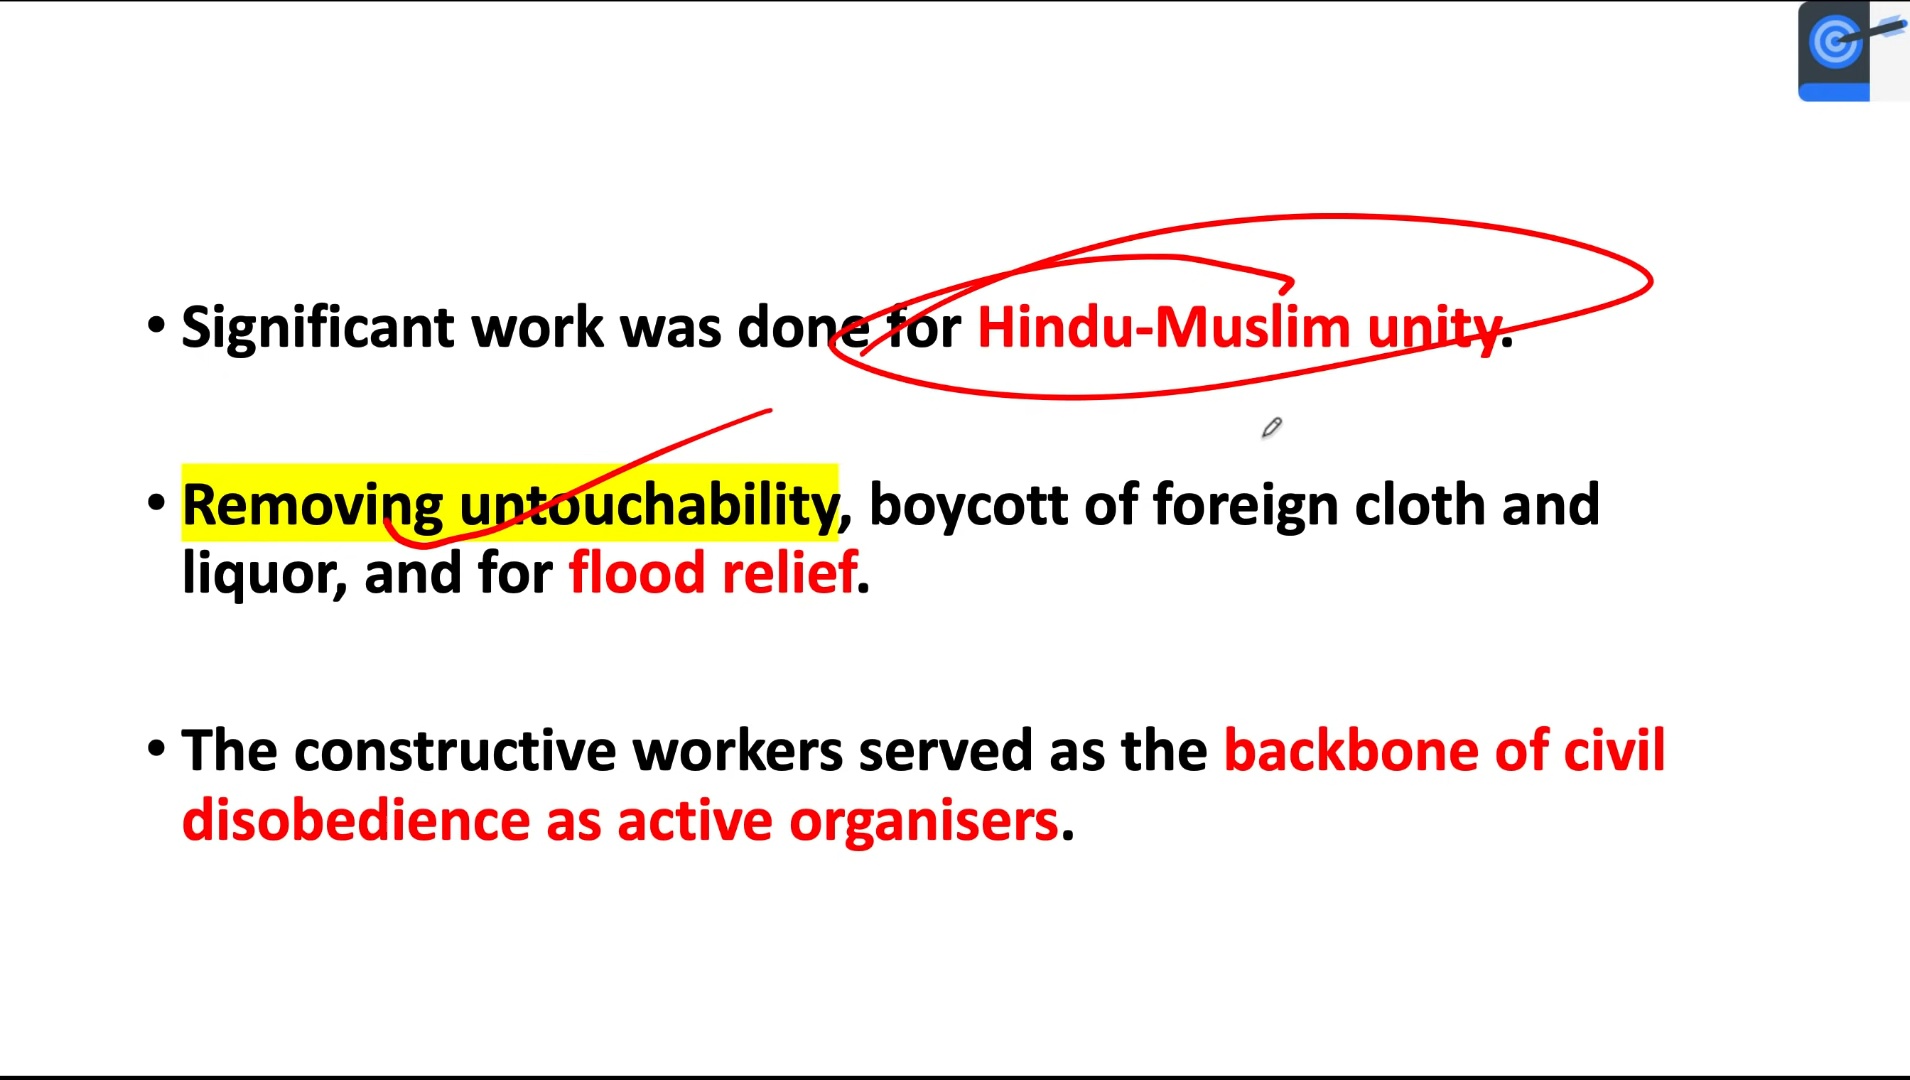 • Significant work was done for Hindu-Muslim unity.
• Removing untouchability, boycott of foreign cloth and
liquor, and for flood relief.
• The constructive workers served as the backbone of civil
disobedience as active organisers.